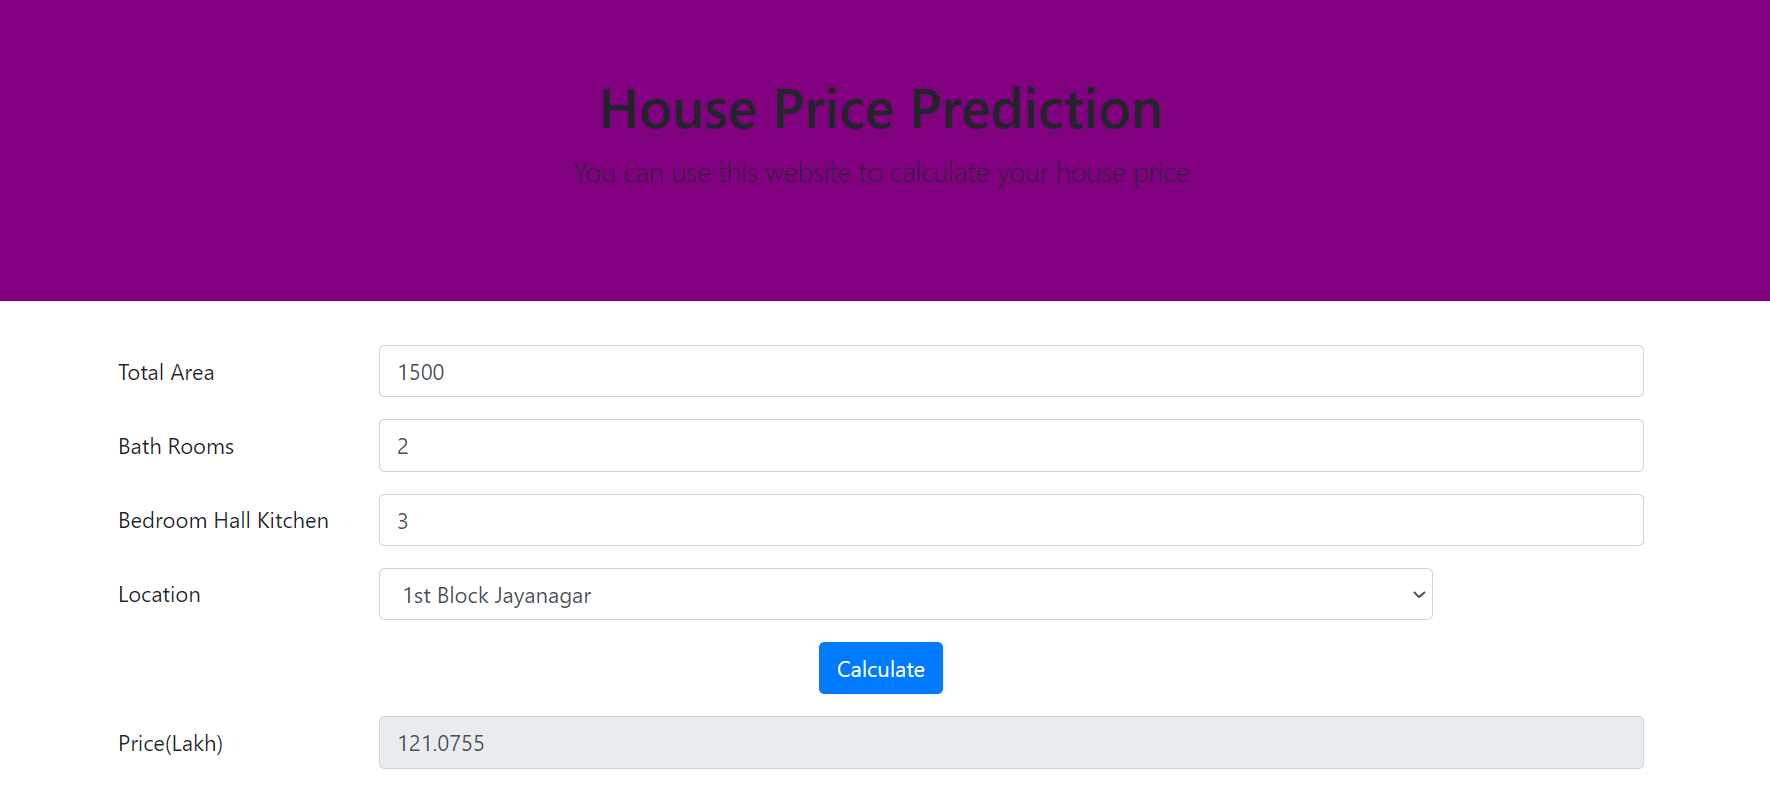 House Price Prediction
You can use this website to calculate your house price
Total Area 1500
Bath Rooms 2
Bedroom Hall Kitchen 3
Location 1st Block Jayanagar
Calculate
Price(Lakh) 121.0755